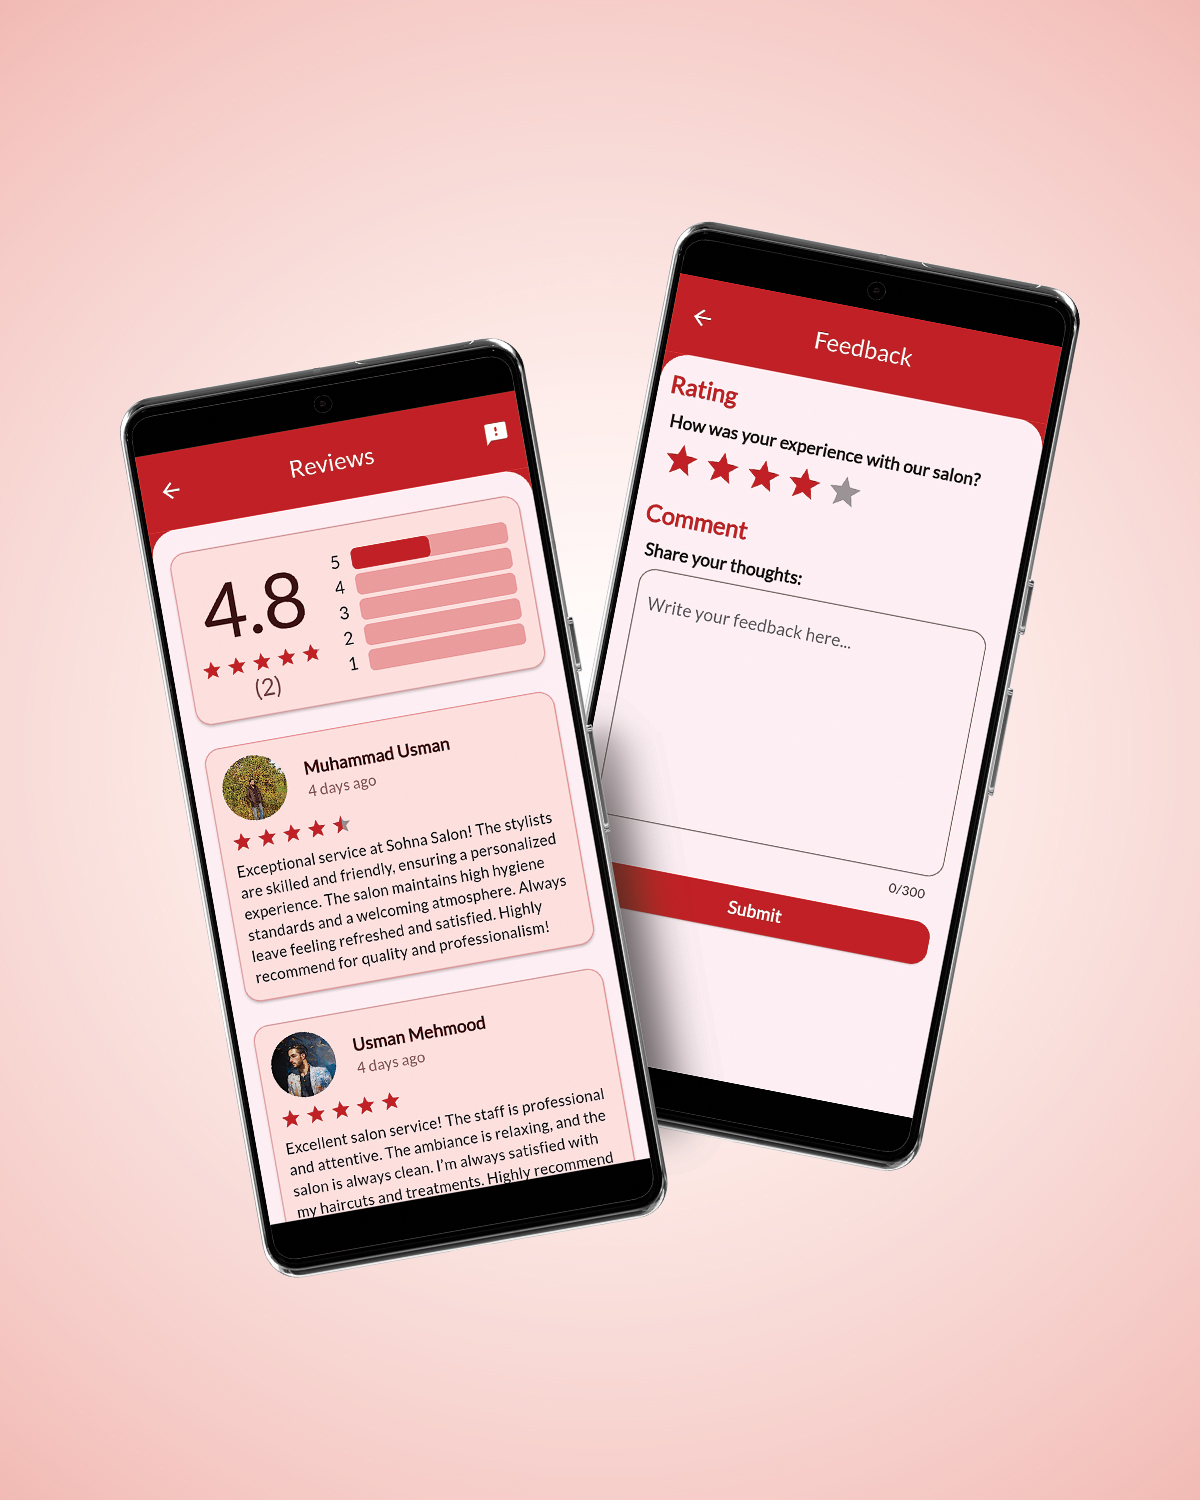 Reviews
4.8
(2)
5
4
3
2
1
Muhammad Usman
4 days ago
Exceptional service at Sohna Salon! The stylists
are skilled and friendly, ensuring a personalized
experience. The salon maintains high hygiene
standards and a welcoming atmosphere. Always
leave feeling refreshed and satisfied. Highly
recommend for quality and professionalism!
Usman Mehmood
4 days ago
Excellent salon service! The staff is professional
and attentive. The ambiance is relaxing, and the
salon is always clean. I'm always satisfied with
my haircuts and treatments. Highly recommend
Feedback
Rating
How was your experience with our salon?
Comment
Share your thoughts:
Write your feedback here...
0/300
Submit